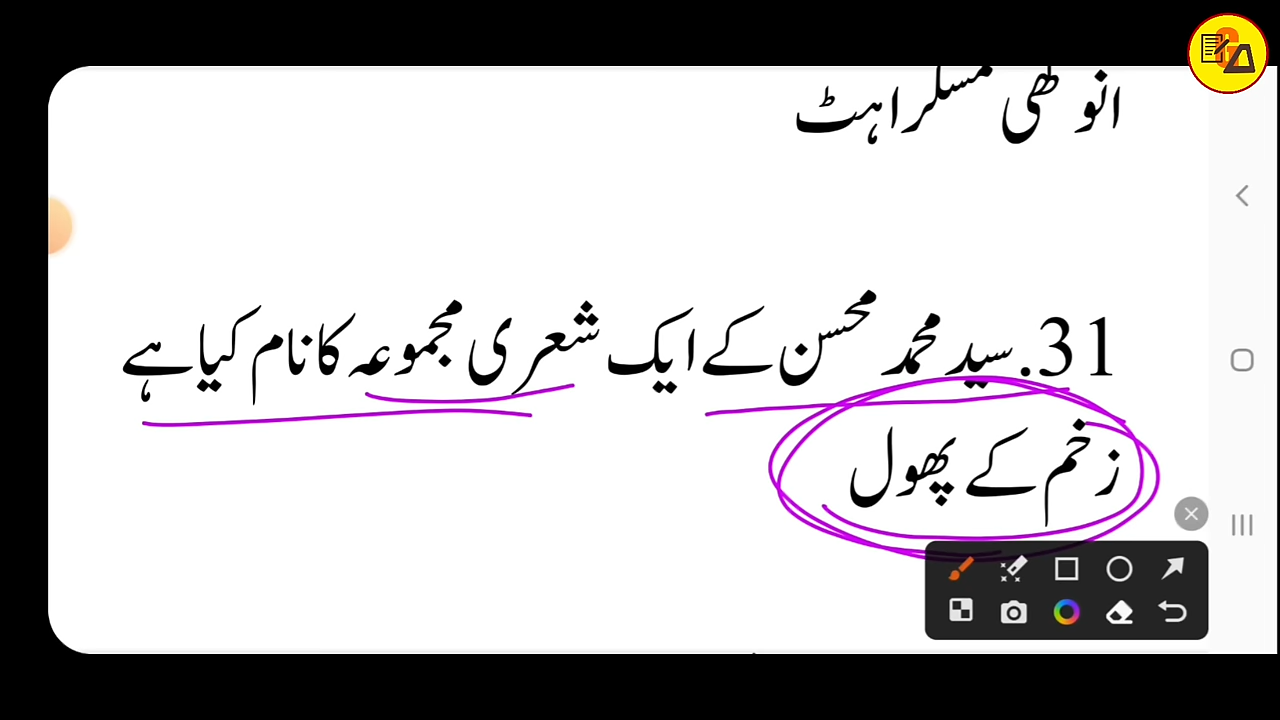 انوکھی مسکراہٹ
31. سید محمد محسن کے ایک شعری مجموعہ کا نام کیا ہے
زخم کے پھول